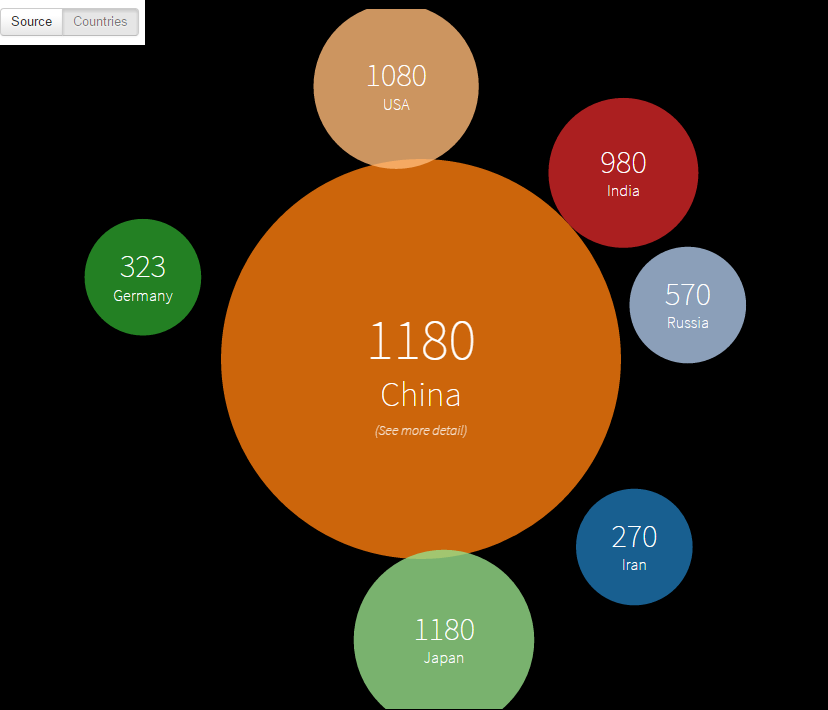 Source Countries
1080
USA
980
India
323
Germany
570
Russia
1180
China
(See more detail)
270
Iran
1180
Japan